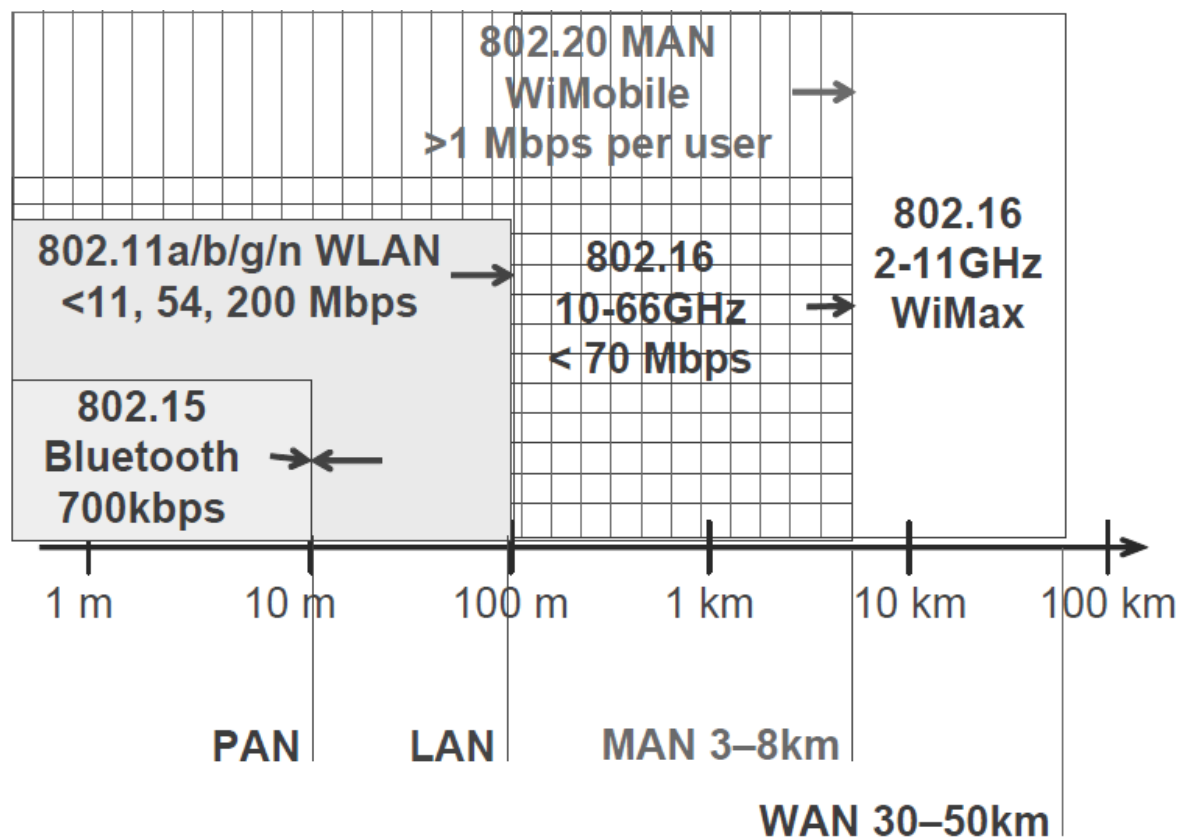 802.20 MAN
WiMobile
>1 Mbps per user
802.11a/b/g/n WLAN
<11, 54, 200 Mbps
802.16
10-66GHz
< 70 Mbps
802.16
2-11GHz
WiMax
802.15
Bluetooth
700kbps
1 m 10 m 100 m 1 km 10 km 100 km
PAN LAN MAN 3–8km
WAN 30–50km